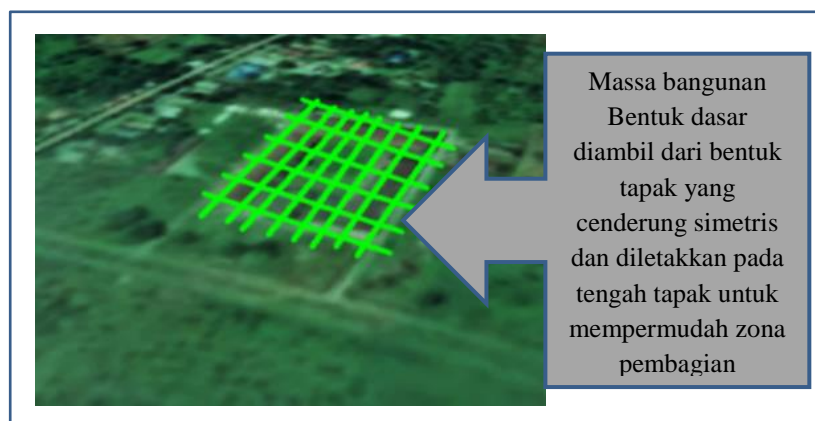 Massa bangunan
Bentuk dasar
diambil dari bentuk
tapak yang
cenderung simetris
dan diletakkan pada
tengah tapak untuk
mempermudah zona
pembagian